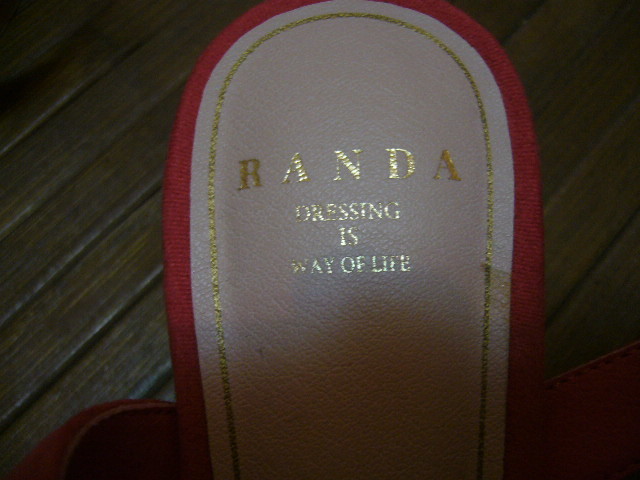 RANDA
DRESSING
IS
WAY OF LIFE